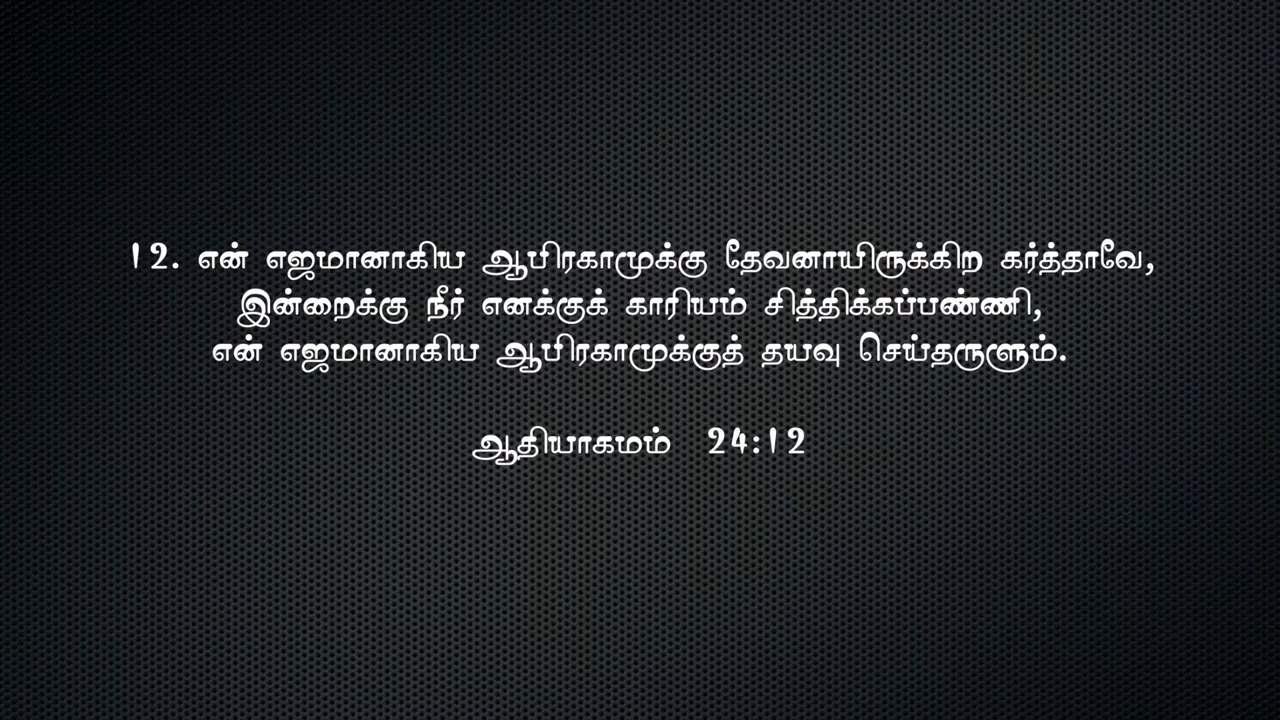 12. என் எஜமானாகிய ஆபிரகாமுக்கு தேவனாயிருக்கிற கர்த்தாவே,
இன்றைக்கு நீர் எனக்குக் காரியம் சித்திக்கப்பண்ணி,
என் எஜமானாகிய ஆபிரகாமுக்குத் தயவு செய்தருளும்.
ஆதியாகமம் 24:12